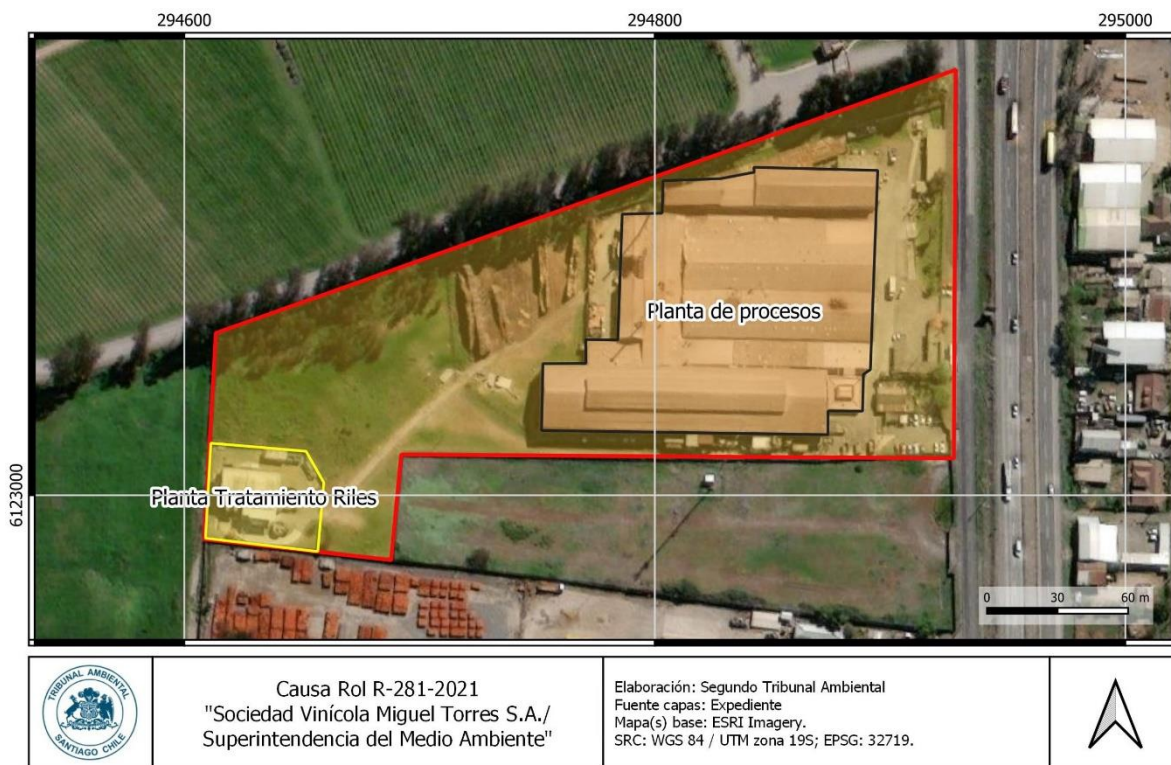 294600
294800
295000
Planta de procesos
6123000
Planta Tratamiento Riles
0
30
60 m
TRIBUNAL AMBIENTAL
SANTIAGO CHILE
Causa Rol R-281-2021
"Sociedad Vinícola Miguel Torres S.A./
Superintendencia del Medio Ambiente"
Elaboración: Segundo Tribunal Ambiental
Fuente capas: Expediente
Mapa(s) base: ESRI Imagery.
SRC: WGS 84 / UTM zona 19S; EPSG: 32719.